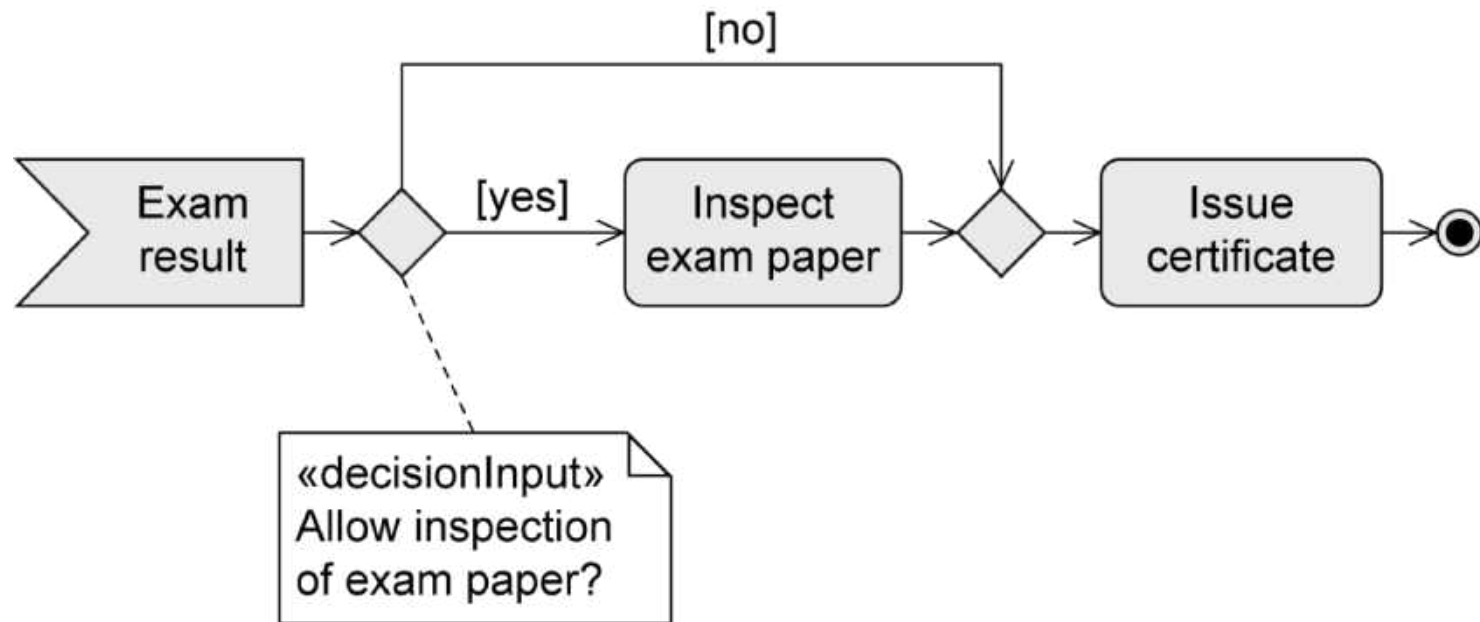 [no]
Exam
result
[yes]
Inspect
exam paper
Issue
certificate
«decisionInput»
Allow inspection
of exam paper?